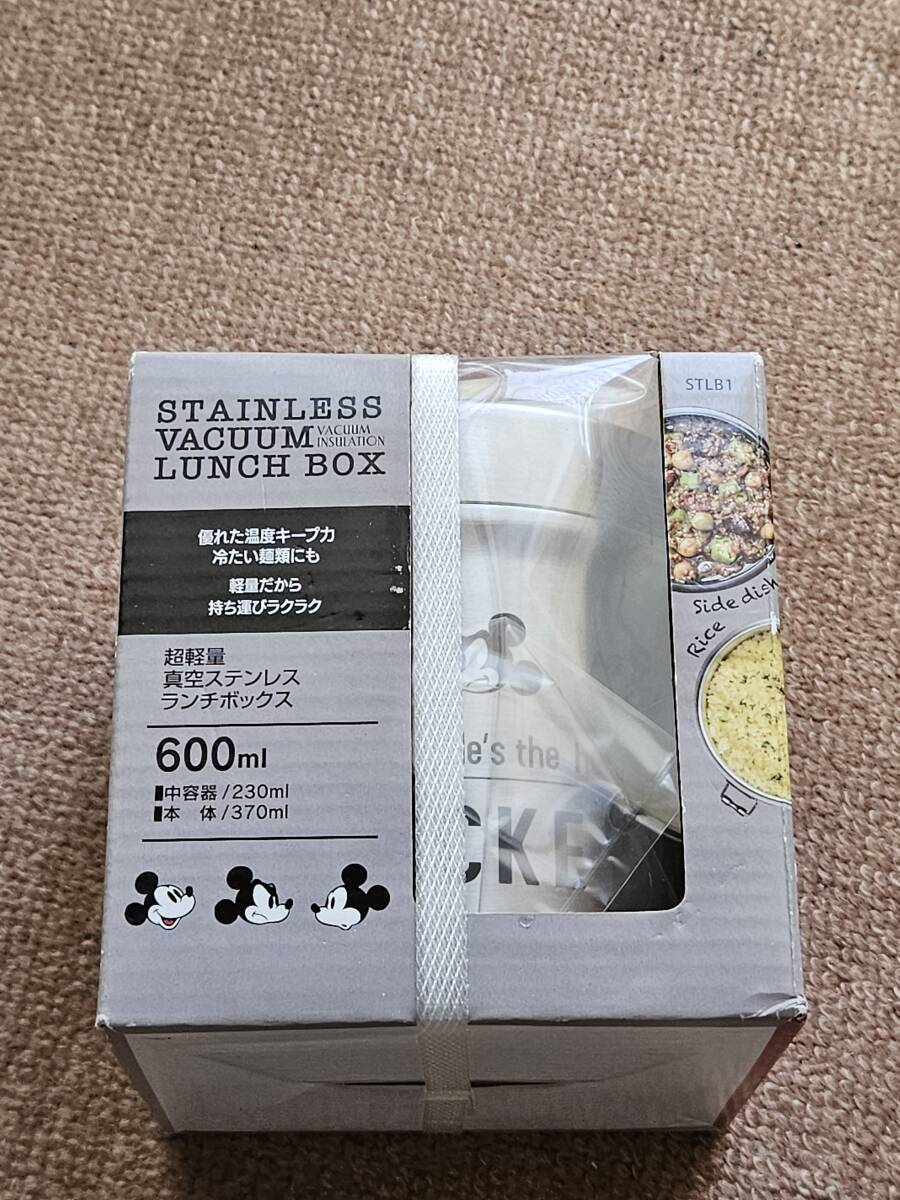 STAINLESS
VACUUM VACUUM INSULATION
LUNCH BOX
優れた温度キープ力
冷たい麺類にも
軽量だから
持ち運びラクラク
超軽量
真空ステンレス
ランチボックス
600ml
中容器/230ml
本 体/370ml
STLB1
Side dish
Rice
's the
CKE